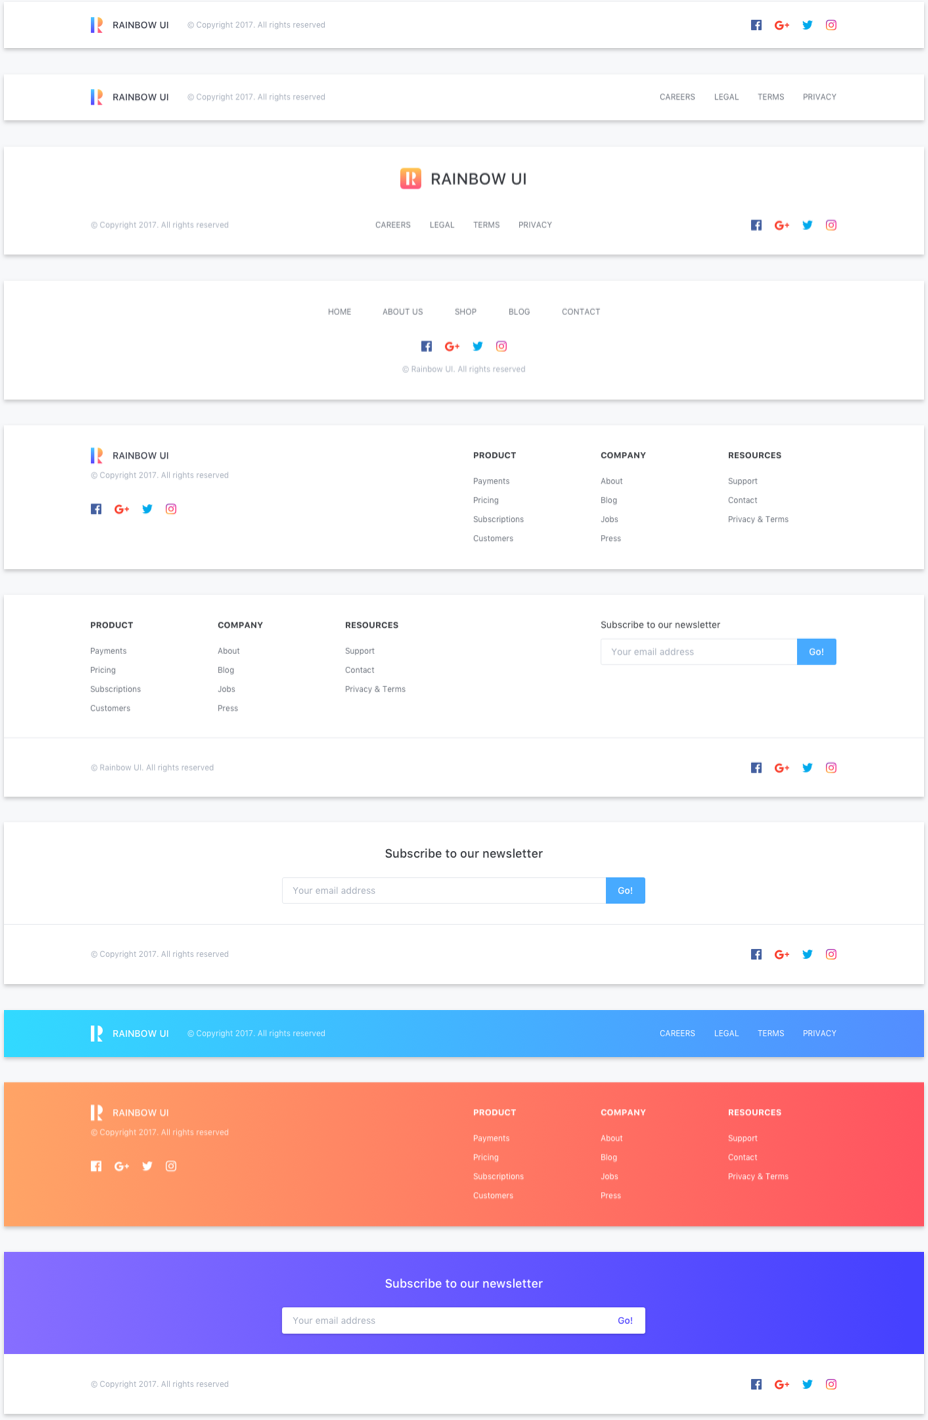 RAINBOW UI © Copyright 2017. All rights reserved
RAINBOW UI © Copyright 2017. All rights reserved CAREERS LEGAL TERMS PRIVACY
RAINBOW UI
© Copyright 2017. All rights reserved CAREERS LEGAL TERMS PRIVACY
HOME ABOUT US SHOP BLOG CONTACT
© Rainbow UI. All rights reserved
RAINBOW UI PRODUCT COMPANY RESOURCES
© Copyright 2017. All rights reserved
Payments About Support
Pricing Blog Contact
Subscriptions Jobs Privacy & Terms
Customers Press
PRODUCT COMPANY RESOURCES Subscribe to our newsletter
Payments About Support Your email address Go!
Pricing Blog Contact
Subscriptions Jobs Privacy & Terms
Customers Press
© Rainbow UI. All rights reserved
Subscribe to our newsletter
Your email address Go!
© Copyright 2017. All rights reserved
RAINBOW UI © Copyright 2017. All rights reserved CAREERS LEGAL TERMS PRIVACY
RAINBOW UI PRODUCT COMPANY RESOURCES
© Copyright 2017. All rights reserved
Payments About Support
Pricing Blog Contact
Subscriptions Jobs Privacy & Terms
Customers Press
Subscribe to our newsletter
Your email address Go!
© Copyright 2017. All rights reserved